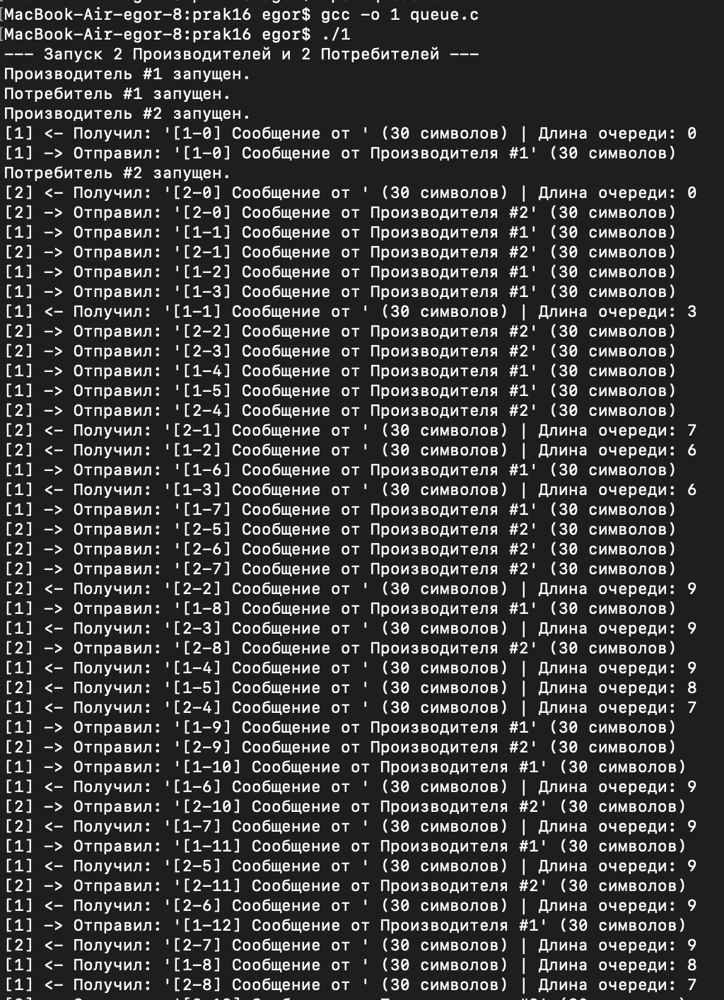 [MacBook-Air-egor-8:prak16 egor$ gcc -o 1 queue.c
[MacBook-Air-egor-8:prak16 egor$ ./1
--- Запуск 2 Производителей и 2 Потребителей ---
Производитель #1 запущен.
Потребитель #1 запущен.
Производитель #2 запущен.
[1] <- Получил: '[1-0] Сообщение от ' (30 символов) | Длина очереди: 0
[1] -> Отправил: '[1-0] Сообщение от Производителя #1' (30 символов)
Потребитель #2 запущен.
[2] <- Получил: '[2-0] Сообщение от ' (30 символов) | Длина очереди: 0
[2] -> Отправил: '[2-0] Сообщение от Производителя #2' (30 символов)
[1] -> Отправил: '[1-1] Сообщение от Производителя #1' (30 символов)
[2] -> Отправил: '[2-1] Сообщение от Производителя #2' (30 символов)
[1] -> Отправил: '[1-2] Сообщение от Производителя #1' (30 символов)
[1] -> Отправил: '[1-3] Сообщение от Производителя #1' (30 символов)
[1] <- Получил: '[1-1] Сообщение от ' (30 символов) | Длина очереди: 3
[2] -> Отправил: '[2-2] Сообщение от Производителя #2' (30 символов)
[2] -> Отправил: '[2-3] Сообщение от Производителя #2' (30 символов)
[1] -> Отправил: '[1-4] Сообщение от Производителя #1' (30 символов)
[1] -> Отправил: '[1-5] Сообщение от Производителя #1' (30 символов)
[2] -> Отправил: '[2-4] Сообщение от Производителя #2' (30 символов)
[2] <- Получил: '[2-1] Сообщение от ' (30 символов) | Длина очереди: 7
[2] <- Получил: '[1-2] Сообщение от ' (30 символов) | Длина очереди: 6
[1] -> Отправил: '[1-6] Сообщение от Производителя #1' (30 символов)
[1] <- Получил: '[1-3] Сообщение от ' (30 символов) | Длина очереди: 6
[1] -> Отправил: '[1-7] Сообщение от Производителя #1' (30 символов)
[2] -> Отправил: '[2-5] Сообщение от Производителя #2' (30 символов)
[2] -> Отправил: '[2-6] Сообщение от Производителя #2' (30 символов)
[2] -> Отправил: '[2-7] Сообщение от Производителя #2' (30 символов)
[2] <- Получил: '[2-2] Сообщение от ' (30 символов) | Длина очереди: 9
[1] -> Отправил: '[1-8] Сообщение от Производителя #1' (30 символов)
[1] <- Получил: '[2-3] Сообщение от ' (30 символов) | Длина очереди: 9
[2] -> Отправил: '[2-8] Сообщение от Производителя #2' (30 символов)
[1] <- Получил: '[1-4] Сообщение от ' (30 символов) | Длина очереди: 9
[2] <- Получил: '[1-5] Сообщение от ' (30 символов) | Длина очереди: 8
[1] <- Получил: '[2-4] Сообщение от ' (30 символов) | Длина очереди: 7
[1] -> Отправил: '[1-9] Сообщение от Производителя #1' (30 символов)
[2] -> Отправил: '[2-9] Сообщение от Производителя #2' (30 символов)
[1] -> Отправил: '[1-10] Сообщение от Производителя #1' (30 символов)
[1] <- Получил: '[1-6] Сообщение от ' (30 символов) | Длина очереди: 9
[2] -> Отправил: '[2-10] Сообщение от Производителя #2' (30 символов)
[2] <- Получил: '[1-7] Сообщение от ' (30 символов) | Длина очереди: 9
[1] -> Отправил: '[1-11] Сообщение от Производителя #1' (30 символов)
[1] <- Получил: '[2-5] Сообщение от ' (30 символов) | Длина очереди: 9
[2] -> Отправил: '[2-11] Сообщение от Производителя #2' (30 символов)
[1] <- Получил: '[2-6] Сообщение от ' (30 символов) | Длина очереди: 9
[1] -> Отправил: '[1-12] Сообщение от Производителя #1' (30 символов)
[2] <- Получил: '[2-7] Сообщение от ' (30 символов) | Длина очереди: 9
[1] <- Получил: '[1-8] Сообщение от ' (30 символов) | Длина очереди: 8
[1] <- Получил: '[2-8] Сообщение от ' (30 символов) | Длина очереди: 7